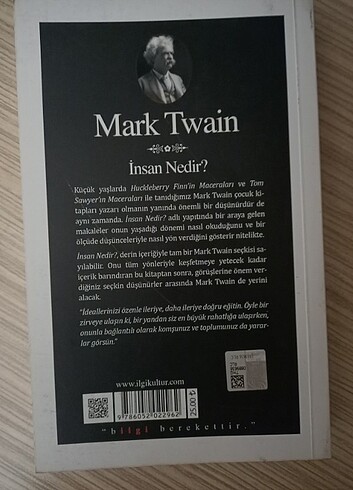 Mark Twain
İnsan Nedir?
Küçük yaşlarda Huckleberry Finn'in Maceraları ve Tom
Sawyer'ın Maceraları ile tanıdığımız Mark Twain çocuk ki-
tapları yazarı olmanın yanında önemli bir düşünürdür de
aynı zamanda. İnsan Nedir? adlı yapıtında bir araya gelen
makaleler onun yaşadığı dönemi nasıl okuduğunu ve bir
ölçüde düşünceleriyle nasıl yön verdiğini gösterir nitelikte.
İnsan Nedir?, derin içeriğiyle tam bir Mark Twain seçkisi sa-
yılabilir. Onu tüm yönleriyle keşfetmeye yetecek kadar
içerik barındıran bu kitaptan sonra, görüşlerine önem ver-
diğiniz seçkin düşünürler arasında Mark Twain de yerini
alacak.
"İdeallerinizi özenle ileriye, daha ileriye doğru eğitin. Öyle bir
zirveye ulaşın ki, bir yandan siz en büyük rahatlığa ulaşırken,
onunla bağlantılı olarak komşunuz ve toplumunuz da yarar-
lar görsün."
www.ilgikultur.com
9786052022962
25,00 ₺
"bilgi berekettir."